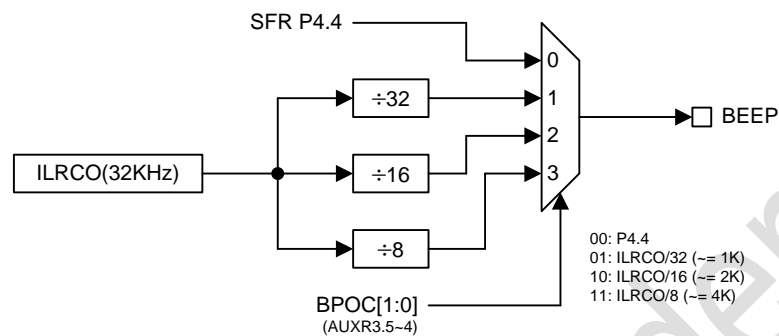 SFR P4.4
0
÷32
1
BEEP
2
ILRCO(32KHz)
÷16
3
÷8
00: P4.4
01: ILRCO/32 (~= 1K)
10: ILRCO/16 (~= 2K)
11: ILRCO/8 (~= 4K)
BPOC[1:0]
(AUXR3.5~4)